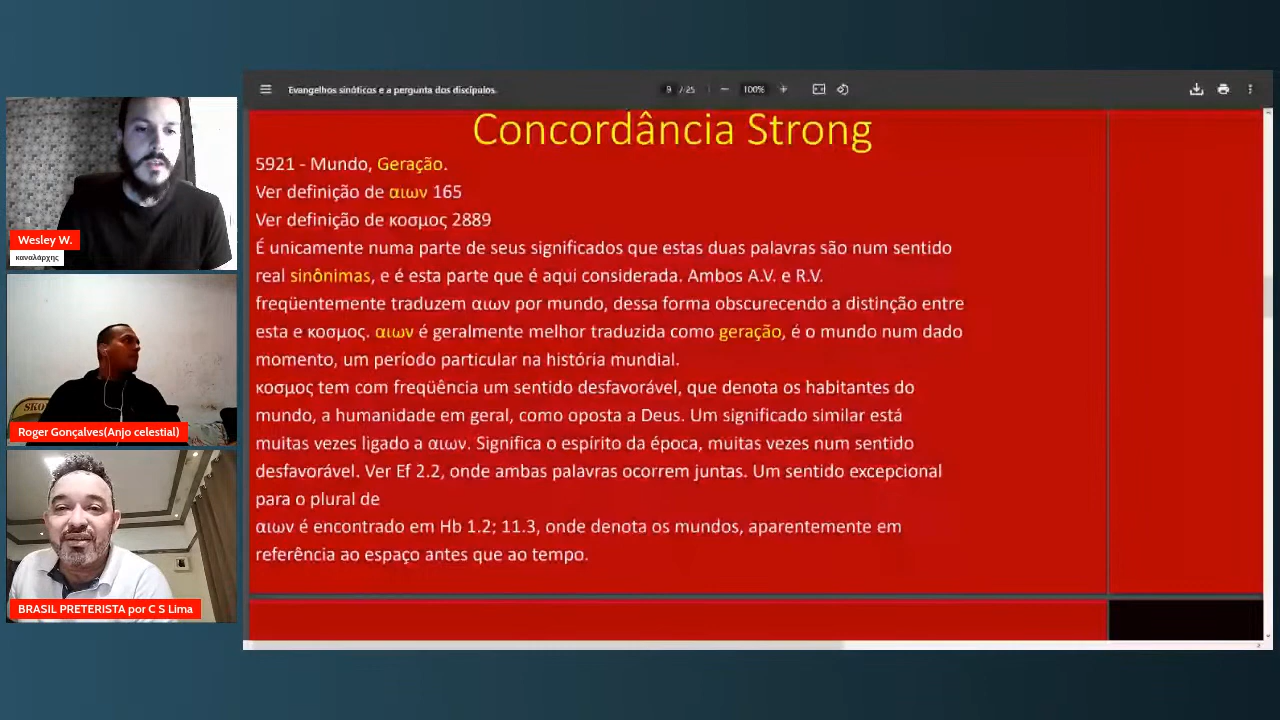 Evangelhos sinóticos e a pergunta dos discípulos.
9 / 25
100%
Concordância Strong
5921 - Mundo, Geração.
Ver definição de αιων 165
Ver definição de κοσμος 2889
É unicamente numa parte de seus significados que estas duas palavras são num sentido
real sinônimas, e é esta parte que é aqui considerada. Ambos A.V. e R.V.
freqüentemente traduzem αιων por mundo, dessa forma obscurecendo a distinção entre
esta e κοσμος. αιων é geralmente melhor traduzida como geração, é o mundo num dado
momento, um período particular na história mundial.
κοσμος tem com freqüência um sentido desfavorável, que denota os habitantes do
mundo, a humanidade em geral, como oposta a Deus. Um significado similar está
muitas vezes ligado a αιων. Significa o espírito da época, muitas vezes num sentido
desfavorável. Ver Ef 2.2, onde ambas palavras ocorrem juntas. Um sentido excepcional
para o plural de
αιων é encontrado em Hb 1.2; 11.3, onde denota os mundos, aparentemente em
referência ao espaço antes que ao tempo.
Wesley W.
καναλάρχης
SKO
Roger Gonçalves(Anjo celestial)
BRASIL PRETERISTA por C S Lima